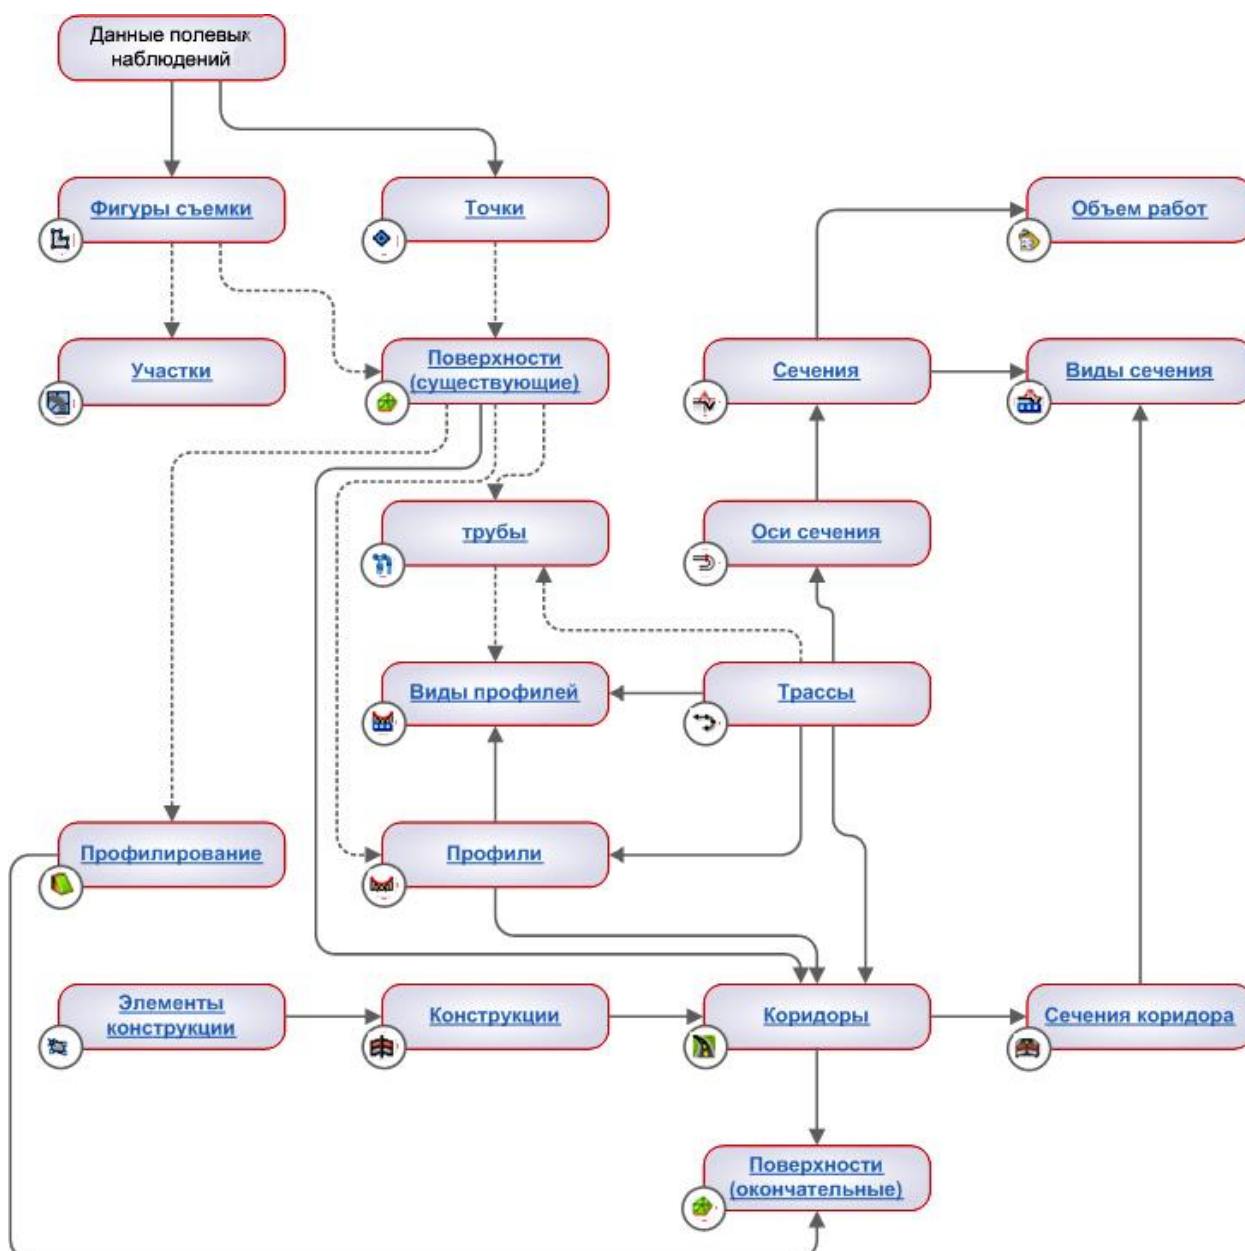 Данные полевых
наблюдений
Фигуры съемки
Точки
Объем работ
Участки
Поверхности
(существующие)
Сечения
Виды сечения
трубы
Оси сечения
Виды профилей
Трассы
Профилирование
Профили
Элементы
конструкции
Конструкции
Коридоры
Сечения коридора
Поверхности
(окончательные)